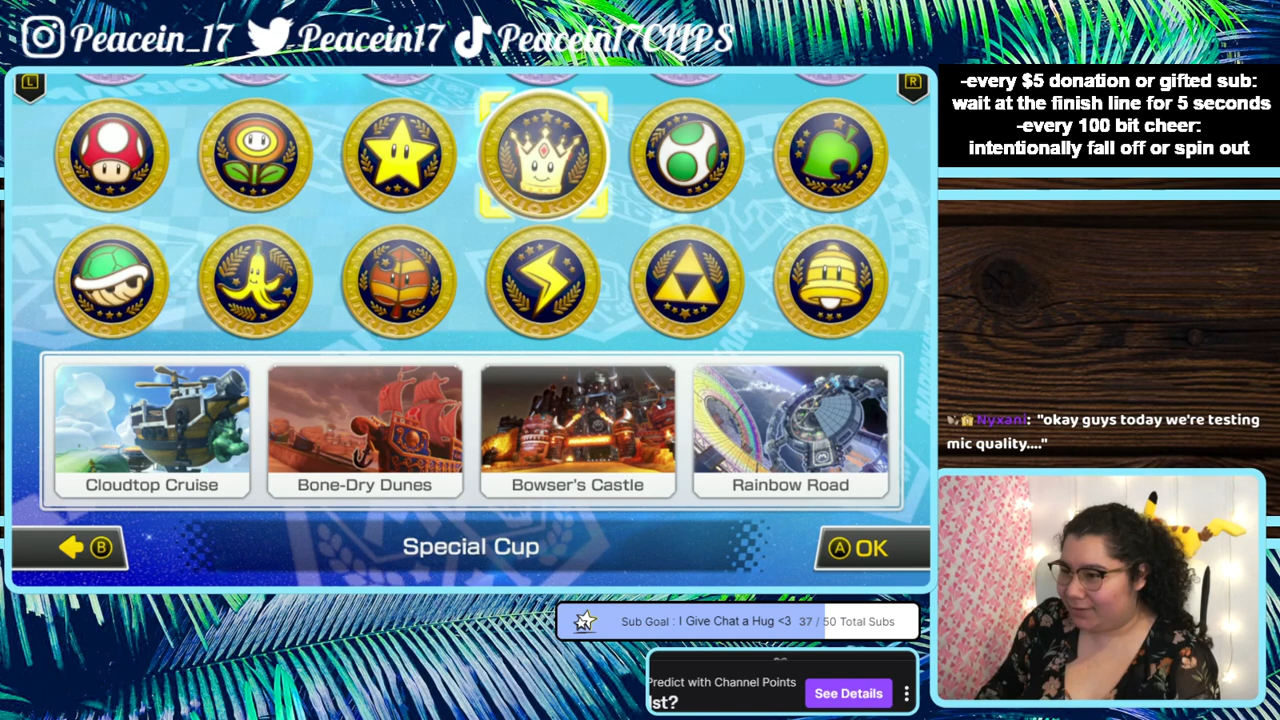 Peacein_17 Peacein17 Peacein17CllPS
-every $5 donation or gifted sub:
wait at the finish line for 5 seconds
-every 100 bit cheer:
intentionally fall off or spin out
L
R
Nyxani: "okay guys today we're testing
mic quality...."
Cloudtop Cruise
Bone-Dry Dunes
Bowser's Castle
Rainbow Road
B
Special Cup
A OK
Sub Goal : I Give Chat a Hug <3 37 / 50 Total Subs
Predict with Channel Points
See Details
1st?